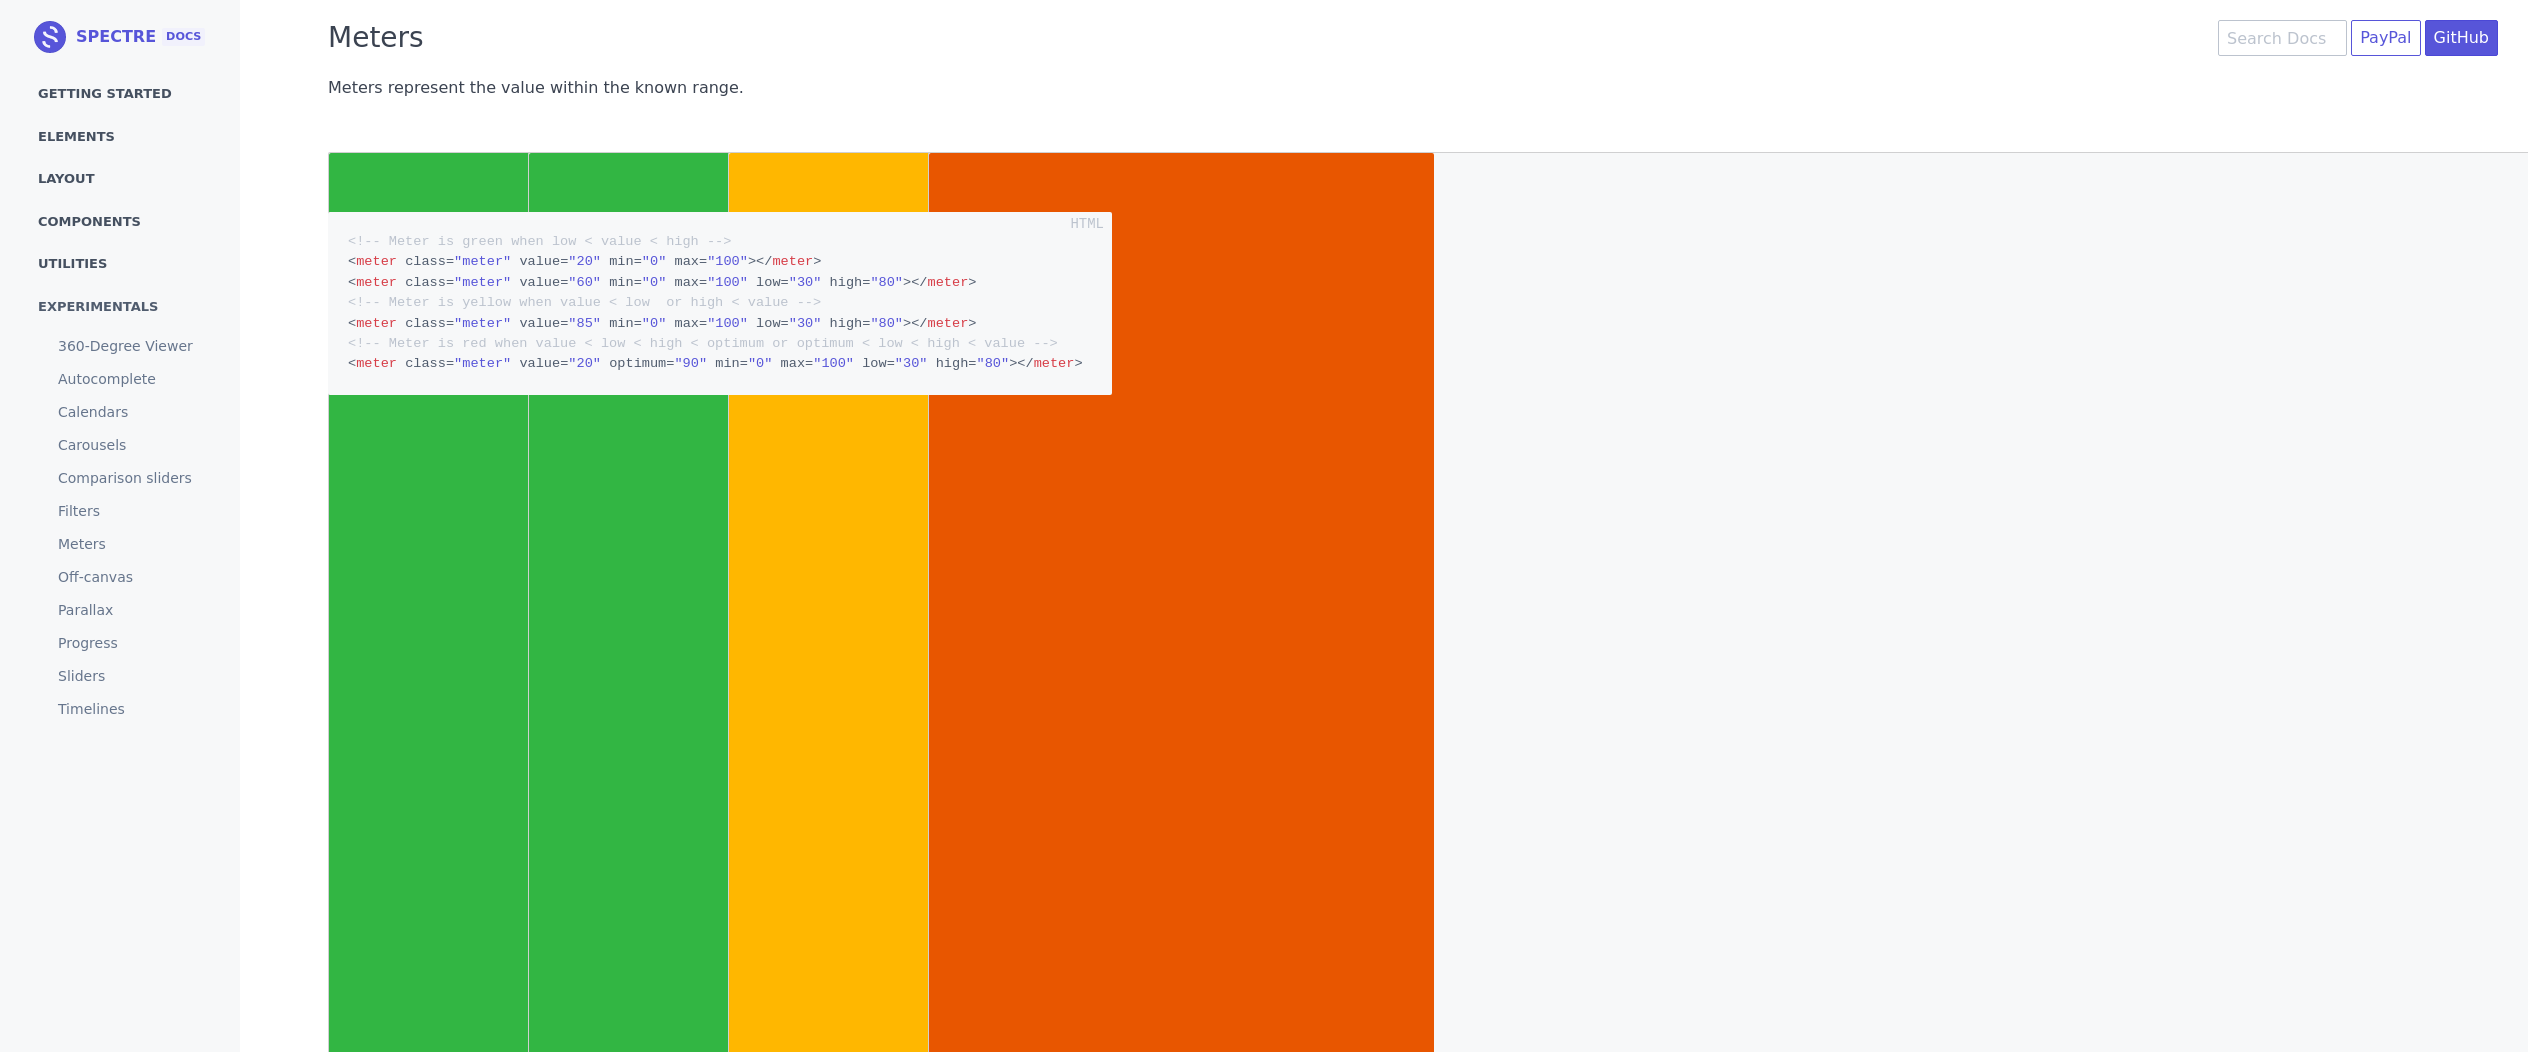 SPECTRE DOCS
GETTING STARTED
ELEMENTS
LAYOUT
COMPONENTS
UTILITIES
EXPERIMENTALS
360-Degree Viewer
Autocomplete
Calendars
Carousels
Comparison sliders
Filters
Meters
Off-canvas
Parallax
Progress
Sliders
Timelines
Meters
Search Docs
PayPal
GitHub
Meters represent the value within the known range.
HTML
<!-- Meter is green when low < value < high -->
<meter class="meter" value="20" min="0" max="100"></meter>
<meter class="meter" value="60" min="0" max="100" low="30" high="80"></meter>
<!-- Meter is yellow when value < low  or high < value -->
<meter class="meter" value="85" min="0" max="100" low="30" high="80"></meter>
<!-- Meter is red when value < low < high < optimum or optimum < low < high < value -->
<meter class="meter" value="20" optimum="90" min="0" max="100" low="30" high="80"></meter>